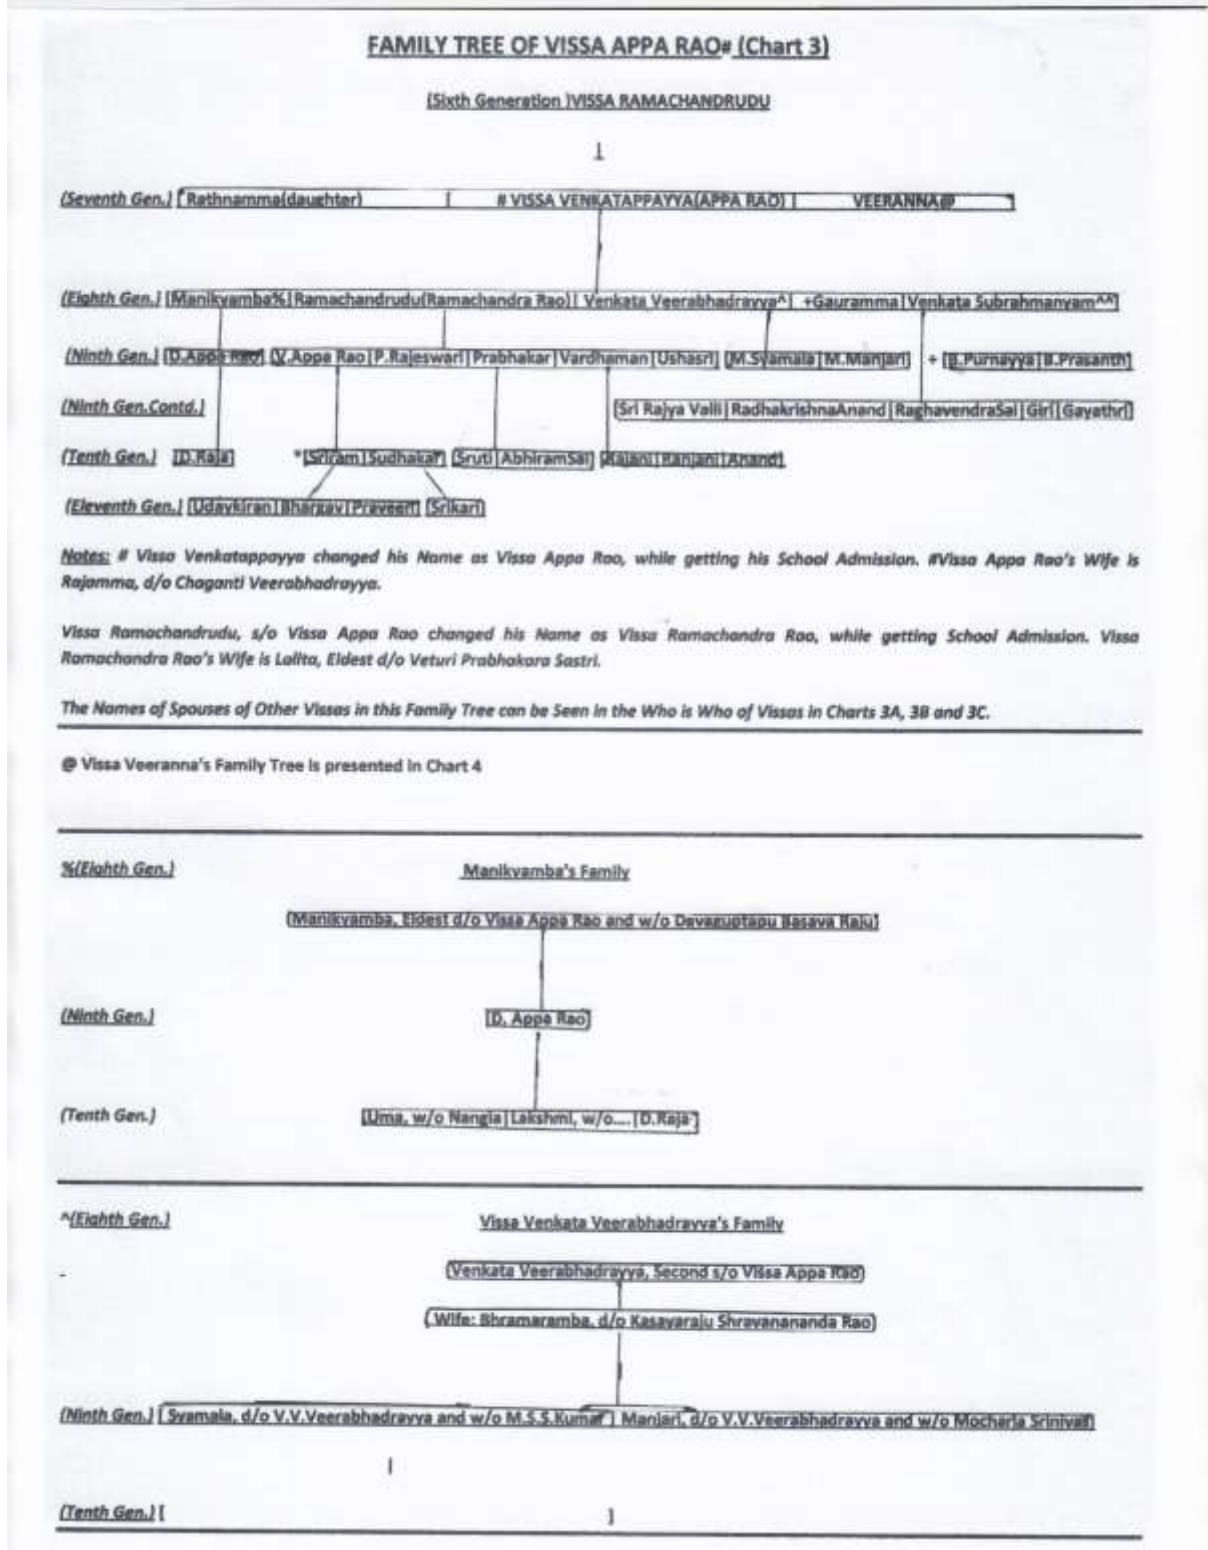 FAMILY TREE OF VISSA APPA RAO# (Chart 3)
(Sixth Generation )VISSA RAMACHANDRUDU
(Seventh Gen.) [ Rathnamma(daughter) [ # VISSA VENKATAPPAYYA(APPA RAO) | VEERANNA@ ]
(Eighth Gen.) [Manikyamba%|Ramachandrudu(Ramachandra Rao)| Venkata Veerabhadrayya^| +Gauramma|Venkata Subrahmanyam^^]
(Ninth Gen.) [D.Appa Rao] [V.Appa Rao|P.Rajeswari|Prabhakar|Vardhaman|Ushasri] [M.Syamala|M.Manjari] + [B.Purnayya|B.Prasanth]
(Ninth Gen.Contd.) [Sri Rajya Valli|RadhakrishnaAnand|RaghavendraSai|Giri|Gayathri]
(Tenth Gen.) [D.Raja] *[Sriram|Sudhakar] [Sruti|AbhiramSai] [Rajani|Ranjani|Anand]
(Eleventh Gen.) [Udaykiran|Bhargav|Praveen] [Srikari]
Notes: # Vissa Venkatappayya changed his Name as Vissa Appa Rao, while getting his School Admission. #Vissa Appa Rao's Wife is
Rajamma, d/o Chaganti Veerabhadrayya.
Vissa Ramachandrudu, s/o Vissa Appa Rao changed his Name as Vissa Ramachandra Rao, while getting School Admission. Vissa
Ramachandra Rao's Wife is Lalita, Eldest d/o Veturi Prabhakara Sastri.
The Names of Spouses of Other Vissas in this Family Tree can be Seen in the Who is Who of Vissas in Charts 3A, 3B and 3C.
@ Vissa Veeranna's Family Tree is presented in Chart 4
%(Eighth Gen.) Manikyamba's Family
(Manikyamba, Eldest d/o Vissa Appa Rao and w/o Devaguptapu Basava Raju)
(Ninth Gen.) [D. Appa Rao]
(Tenth Gen.) [Uma, w/o Nangia|Lakshmi, w/o....|D.Raja ]
^(Eighth Gen.) Vissa Venkata Veerabhadrayya's Family
(Venkata Veerabhadrayya, Second s/o Vissa Appa Rao)
( Wife: Bhramaramba, d/o Kasavaraju Shravanananda Rao)
(Ninth Gen.) [ Syamala, d/o V.V.Veerabhadrayya and w/o M.S.S.Kumar | Manjari, d/o V.V.Veerabhadrayya and w/o Mocharla Srinivas]
(Tenth Gen.) [ ]